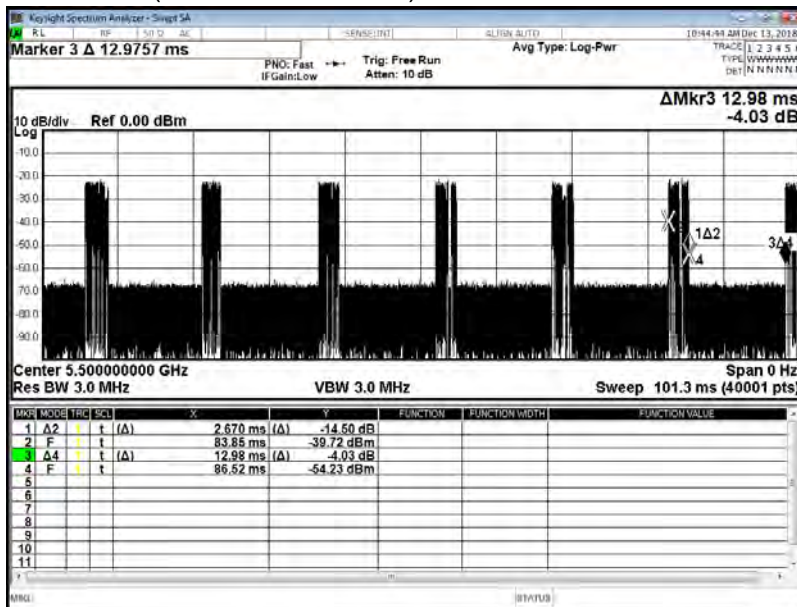 Keysight Spectrum Analyzer - Swept SA
RL RF 50 Ω AC SENSE:INT ALIGN AUTO 10:44:44 AM Dec 13, 2018
Marker 3 Δ 12.9757 ms
PNO: Fast
IFGain:Low
Trig: Free Run
Atten: 10 dB
Avg Type: Log-Pwr
TRACE 1 2 3 4 5
TYPE
DET N N N N N
ΔMkr3 12.98 ms
-4.03 dB
10 dB/div Ref 0.00 dBm
Log
-10.0
-20.0
-30.0
-40.0
-50.0
-60.0
-70.0
-90.0
1Δ2
4
3Δ4
Center 5.500000000 GHz Span 0 Hz
Res BW 3.0 MHz VBW 3.0 MHz Sweep 101.3 ms (40001 pts)
MKR MODE TRC SCL X Y FUNCTION FUNCTION WIDTH FUNCTION VALUE
1 Δ2 1 t (Δ) 2.670 ms (Δ) -14.50 dB
2 F 1 t 83.85 ms -39.72 dBm
3 Δ4 1 t (Δ) 12.98 ms (Δ) -4.03 dB
4 F 1 t 86.52 ms -54.23 dBm
5
6
7
8
9
10
11
MSG STATUS